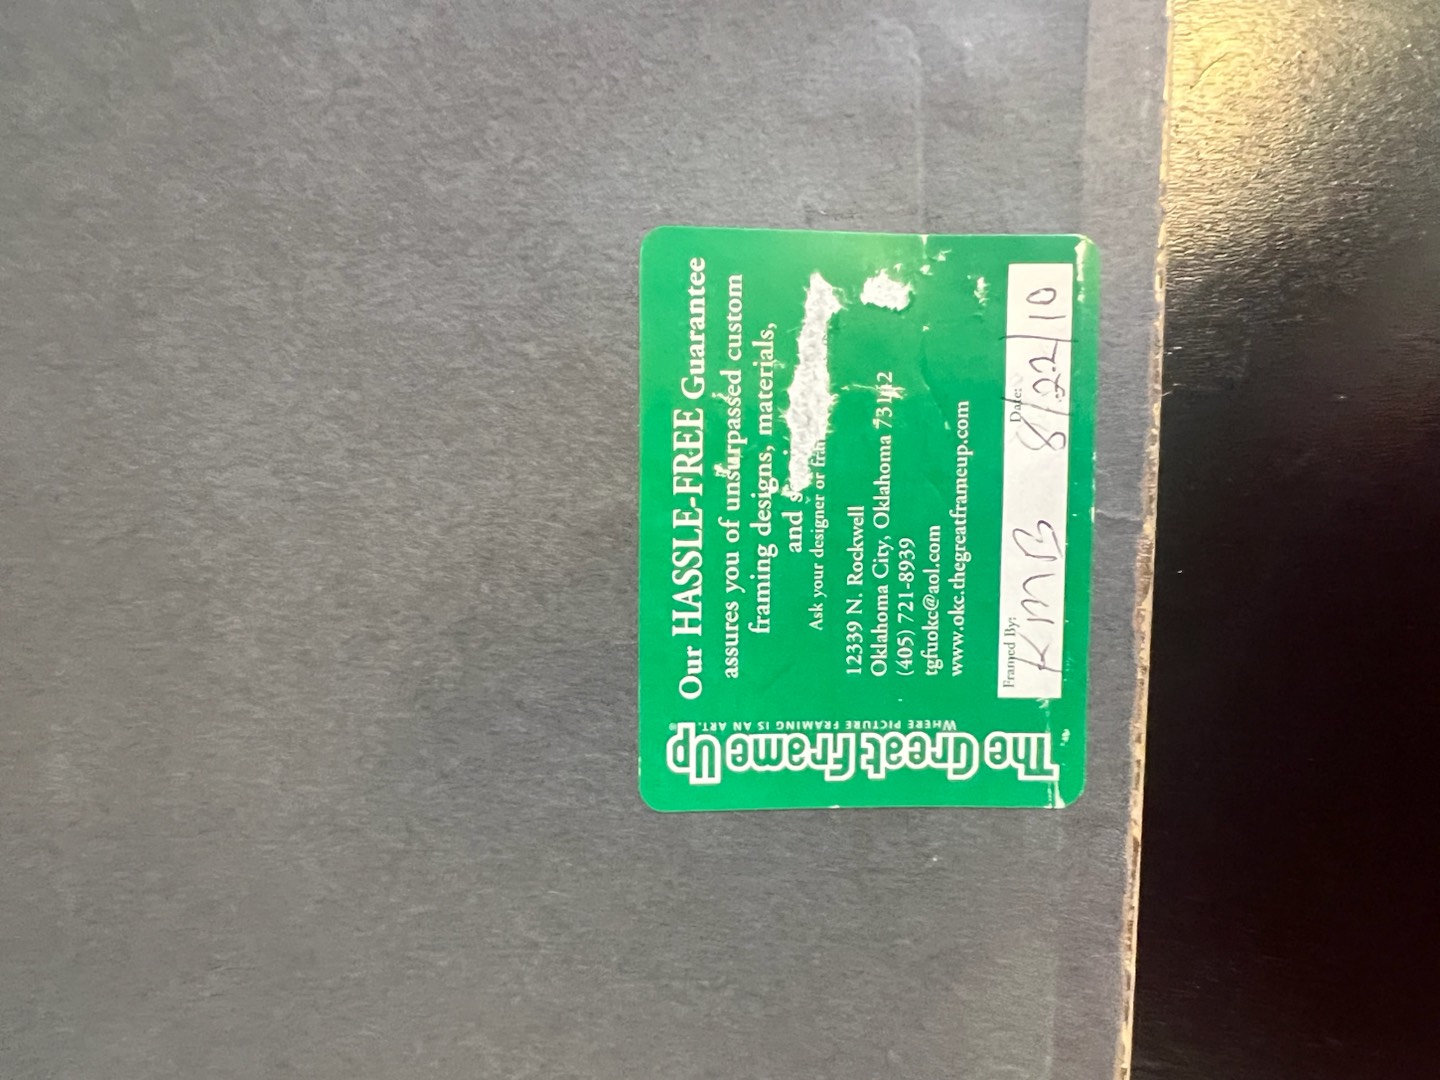 Our HASSLE-FREE Guarantee
assures you of unsurpassed custom
framing designs, materials,
and
Ask your designer or
12339 N. Rockwell
Oklahoma City, Oklahoma 73142
(405) 721-8939
tgfuokc@aol.com
www.okc.thegreatframeup.com
Framed By: KMB Date: 8/22/10
The Great Frame Up®
WHERE PICTURE FRAMING IS AN ART.